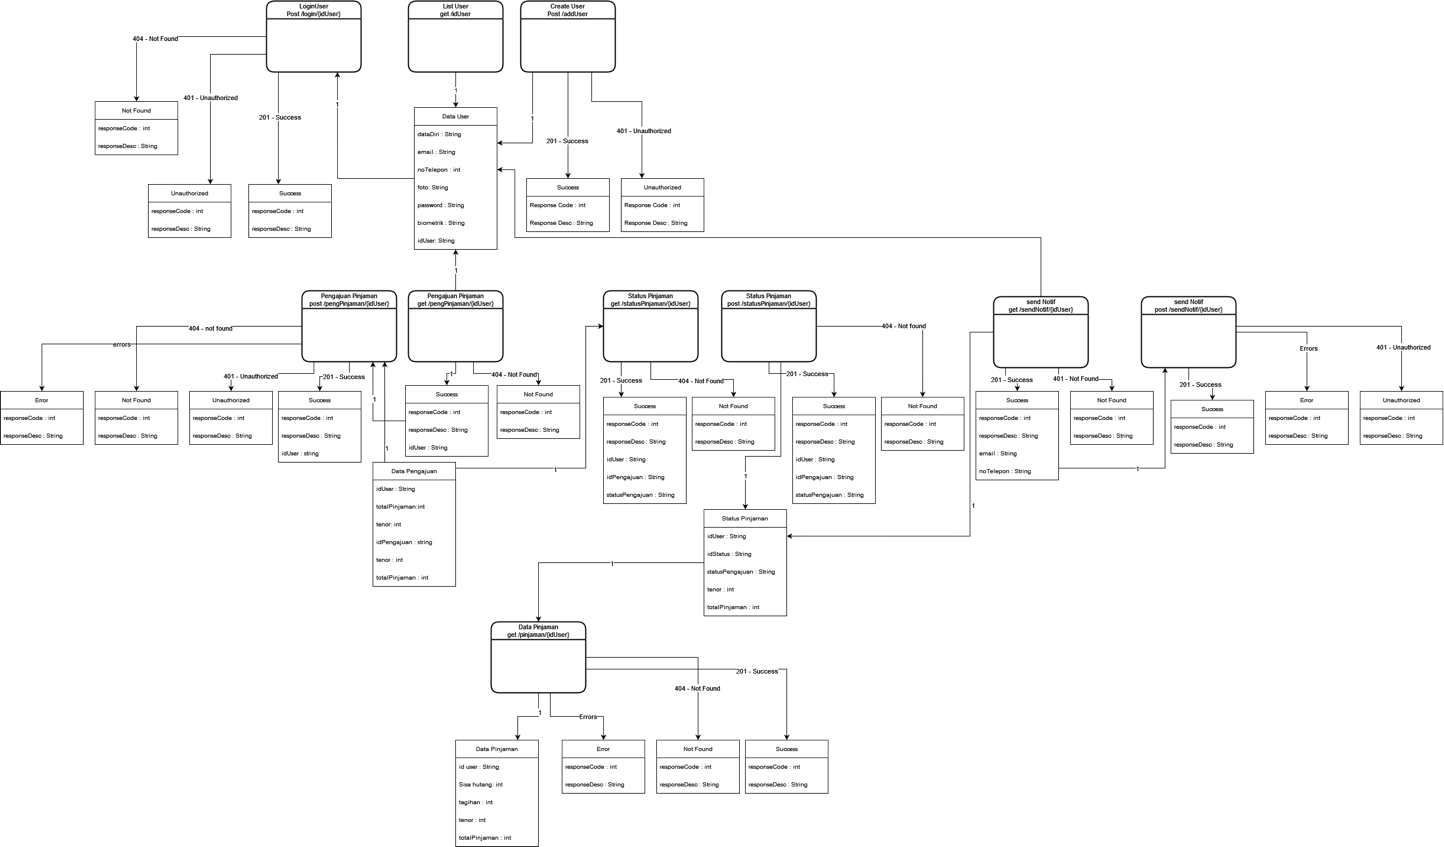 LoginUser
Post /login/{idUser}
List User
get /idUser
Create User
Post /addUser
404 - Not Found
401 - Unauthorized
201 - Success
1
1
1
201 - Success
401 - Unauthorized
Not Found
responseCode : int
responseDesc : String
Unauthorized
responseCode : int
responseDesc : String
Success
responseCode : int
responseDesc : String
Data User
dataDiri : String
email : String
noTelepon : int
foto: String
password : String
biometrik : String
idUser: String
Success
Response Code : int
Response Desc : String
Unauthorized
Response Code : int
Response Desc : String
1
Pengajuan Pinjaman
post /pengPinjaman/{idUser}
Pengajuan Pinjaman
get /pengPinjaman/{idUser}
Status Pinjaman
get /statusPinjaman/{idUser}
Status Pinjaman
post /statusPinjaman/{idUser}
send Notif
get /sendNotif/{idUser}
send Notif
post /sendNotif/{idUser}
404 - not found
errors
401 - Unauthorized
201 - Success
1
404 - Not Found
201 - Success
404 - Not Found
201 - Success
404 - Not found
201 - Success
401 - Not Found
201 - Success
Errors
401 - Unauthorized
Error
responseCode : int
responseDesc : String
Not Found
responseCode : int
responseDesc : String
Unauthorized
responseCode : int
responseDesc : String
Success
responseCode : int
responseDesc : String
idUser : string
1
1
Success
responseCode : int
responseDesc : String
idUser : String
Not Found
responseCode : int
responseDesc : String
Success
responseCode : int
responseDesc : String
idUser : String
idPengajuan : String
statusPengajuan : String
Not Found
responseCode : int
responseDesc : String
Success
responseCode : int
responseDesc : String
idUser : String
idPengajuan : String
statusPengajuan : String
Not Found
responseCode : int
responseDesc : String
Success
responseCode : int
responseDesc : String
email : String
noTelepon : String
Not Found
responseCode : int
responseDesc : String
Success
responseCode : int
responseDesc : String
Error
responseCode : int
responseDesc : String
Unauthorized
responseCode : int
responseDesc : String
Data Pengajuan
idUser : String
totalPinjaman:int
tenor: int
idPengajuan : string
tenor : int
totalPinjaman : int
1
1
1
1
Status Pinjaman
idUser : String
idStatus : String
statusPengajuan : String
tenor : int
totalPinjaman : int
1
Data Pinjaman
get /pinjaman/{idUser}
201 - Success
404 - Not Found
1
Errors
Data Pinjaman
id user : String
Sisa hutang: int
tagihan : int
tenor : int
totalPinjaman : int
Error
responseCode : int
responseDesc : String
Not Found
responseCode : int
responseDesc : String
Success
responseCode : int
responseDesc : String